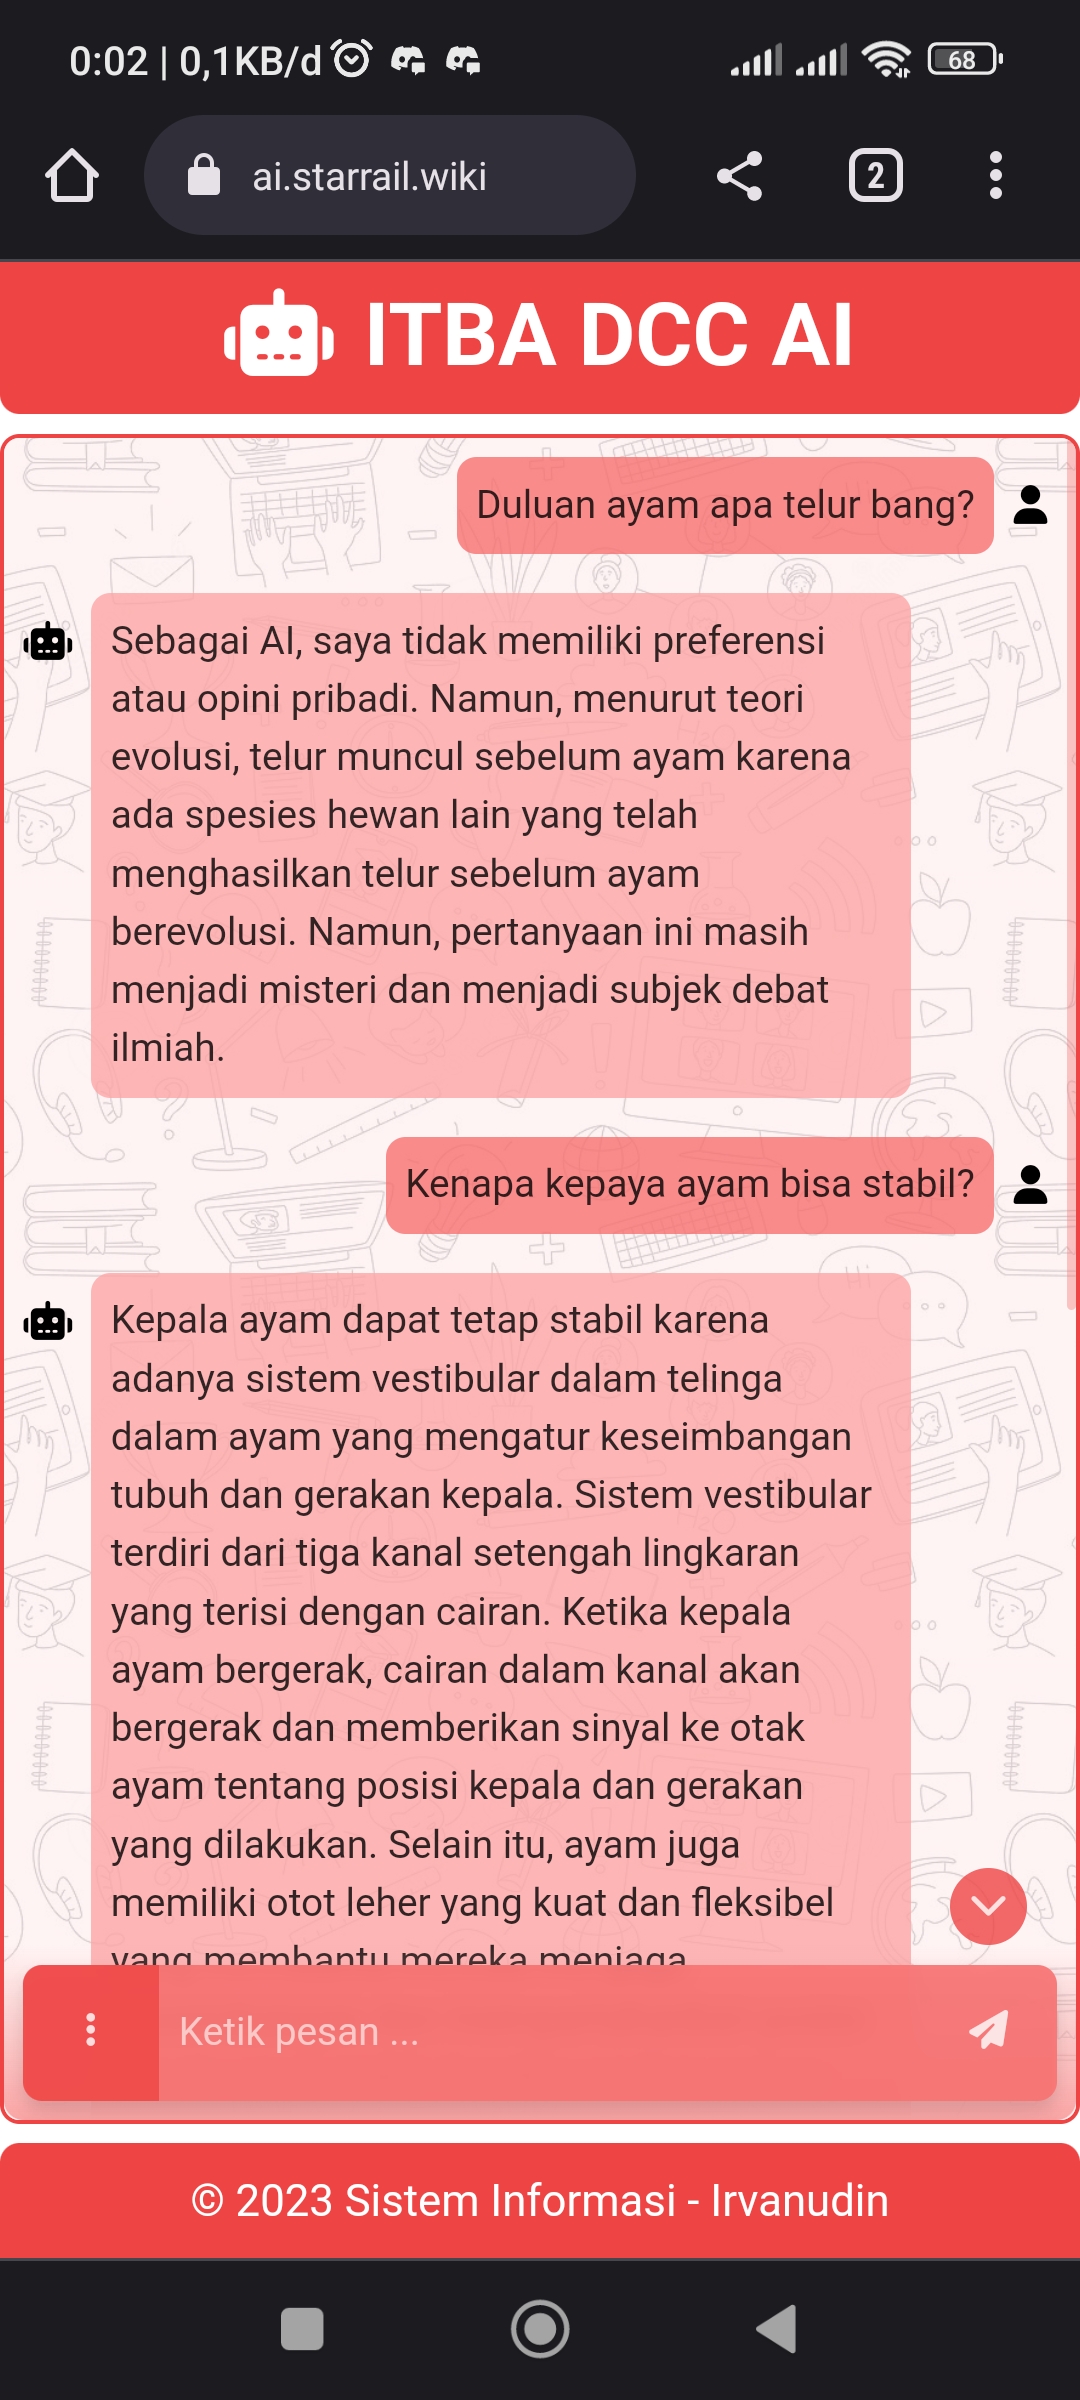 0:02 | 0,1KB/d
68
ai.starrail.wiki
2
ITBA DCC AI
Duluan ayam apa telur bang?
Sebagai AI, saya tidak memiliki preferensi
atau opini pribadi. Namun, menurut teori
evolusi, telur muncul sebelum ayam karena
ada spesies hewan lain yang telah
menghasilkan telur sebelum ayam
berevolusi. Namun, pertanyaan ini masih
menjadi misteri dan menjadi subjek debat
ilmiah.
Kenapa kepaya ayam bisa stabil?
Kepala ayam dapat tetap stabil karena
adanya sistem vestibular dalam telinga
dalam ayam yang mengatur keseimbangan
tubuh dan gerakan kepala. Sistem vestibular
terdiri dari tiga kanal setengah lingkaran
yang terisi dengan cairan. Ketika kepala
ayam bergerak, cairan dalam kanal akan
bergerak dan memberikan sinyal ke otak
ayam tentang posisi kepala dan gerakan
yang dilakukan. Selain itu, ayam juga
memiliki otot leher yang kuat dan fleksibel
yang membantu mereka menjaga
Ketik pesan ...
© 2023 Sistem Informasi - Irvanudin